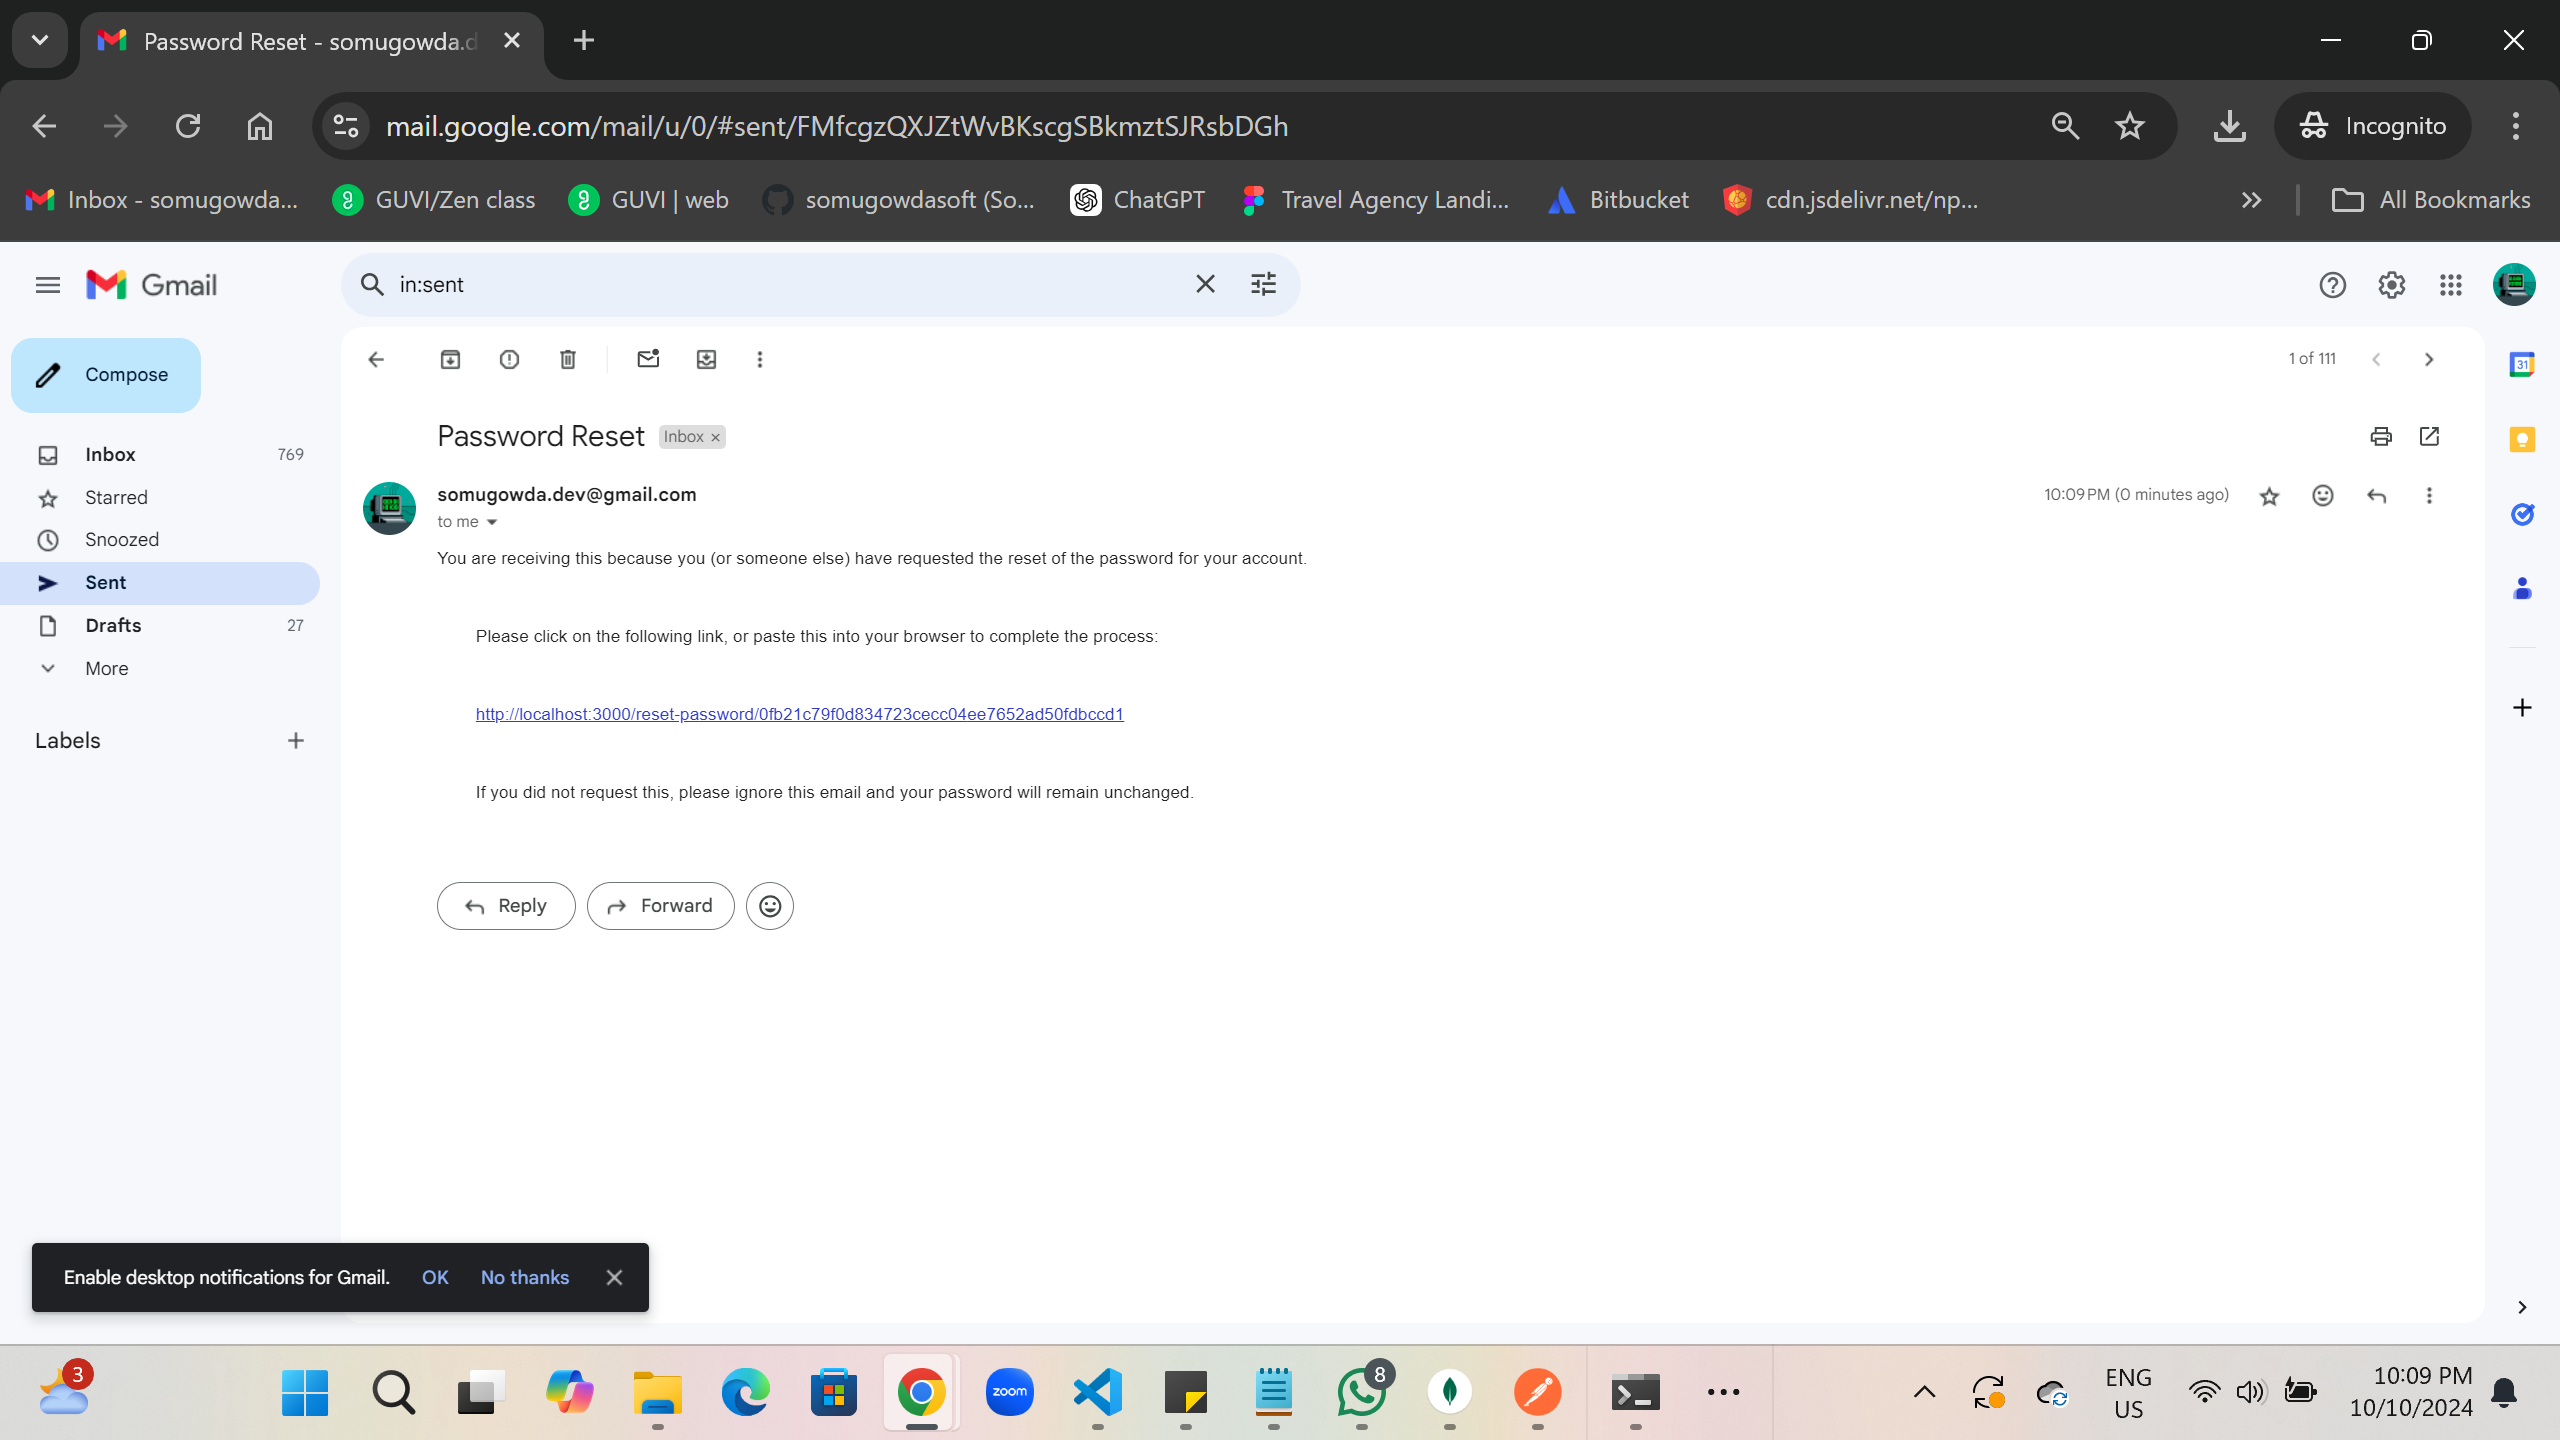 Password Reset - somugowda.d
mail.google.com/mail/u/0/#sent/FMfcgzQXJZtWvBKscgSBkmztSJRsbDGh
Incognito
Inbox - somugowda...
GUVI/Zen class
GUVI | web
somugowdasoft (So...
ChatGPT
Travel Agency Landi...
Bitbucket
cdn.jsdelivr.net/np...
All Bookmarks
Gmail
in:sent
Compose
1 of 111
31
Password Reset
Inbox
Inbox 769
Starred
Snoozed
Sent
Drafts 27
More
Labels
somugowda.dev@gmail.com
10:09 PM (0 minutes ago)
to me
You are receiving this because you (or someone else) have requested the reset of the password for your account.
Please click on the following link, or paste this into your browser to complete the process:
http://localhost:3000/reset-password/0fb21c79f0d834723cecc04ee7652ad50fdbccd1
If you did not request this, please ignore this email and your password will remain unchanged.
Reply
Forward
Enable desktop notifications for Gmail.
OK
No thanks
3
zoom
8
ENG
US
10:09 PM
10/10/2024